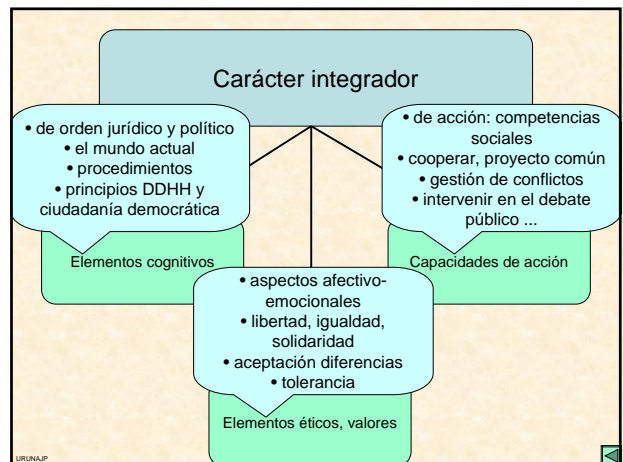 Carácter integrador
• de orden jurídico y político
• el mundo actual
• procedimientos
• principios DDHH y
ciudadanía democrática
Elementos cognitivos
• de acción: competencias
sociales
• cooperar, proyecto común
• gestión de conflictos
• intervenir en el debate
público ...
Capacidades de acción
• aspectos afectivo-
emocionales
• libertad, igualdad,
solidaridad
• aceptación diferencias
• tolerancia
Elementos éticos, valores
URUNAJP